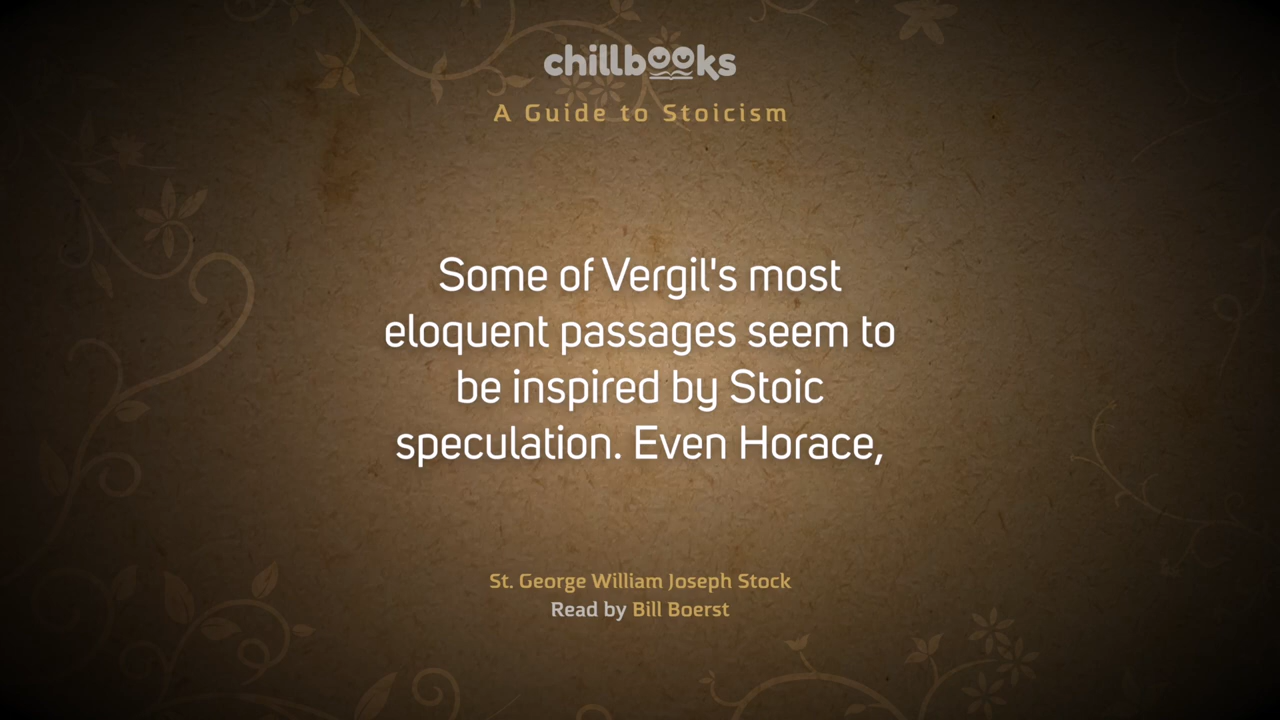 chillbooks
A Guide to Stoicism
Some of Vergil's most
eloquent passages seem to
be inspired by Stoic
speculation. Even Horace,
St. George William Joseph Stock
Read by Bill Boerst